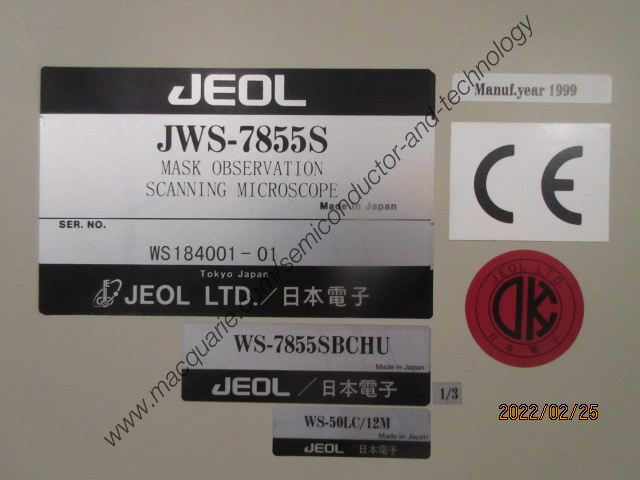 JEOL
JWS-7855S
MASK OBSERVATION
SCANNING MICROSCOPE
Made in Japan
SER. NO.
WS184001-01
Tokyo Japan
JEOL LTD./日本電子
Manuf.year 1999
CE
JEOL LTD.
OK
日本電子
WS-7855SBCHU
Made in Japan
JEOL/日本電子
1/3
WS-50LC/12M
Made in Japan
JEOL/日本電子
2022/02/25
www.macquarie.com/semiconductor-and-technology